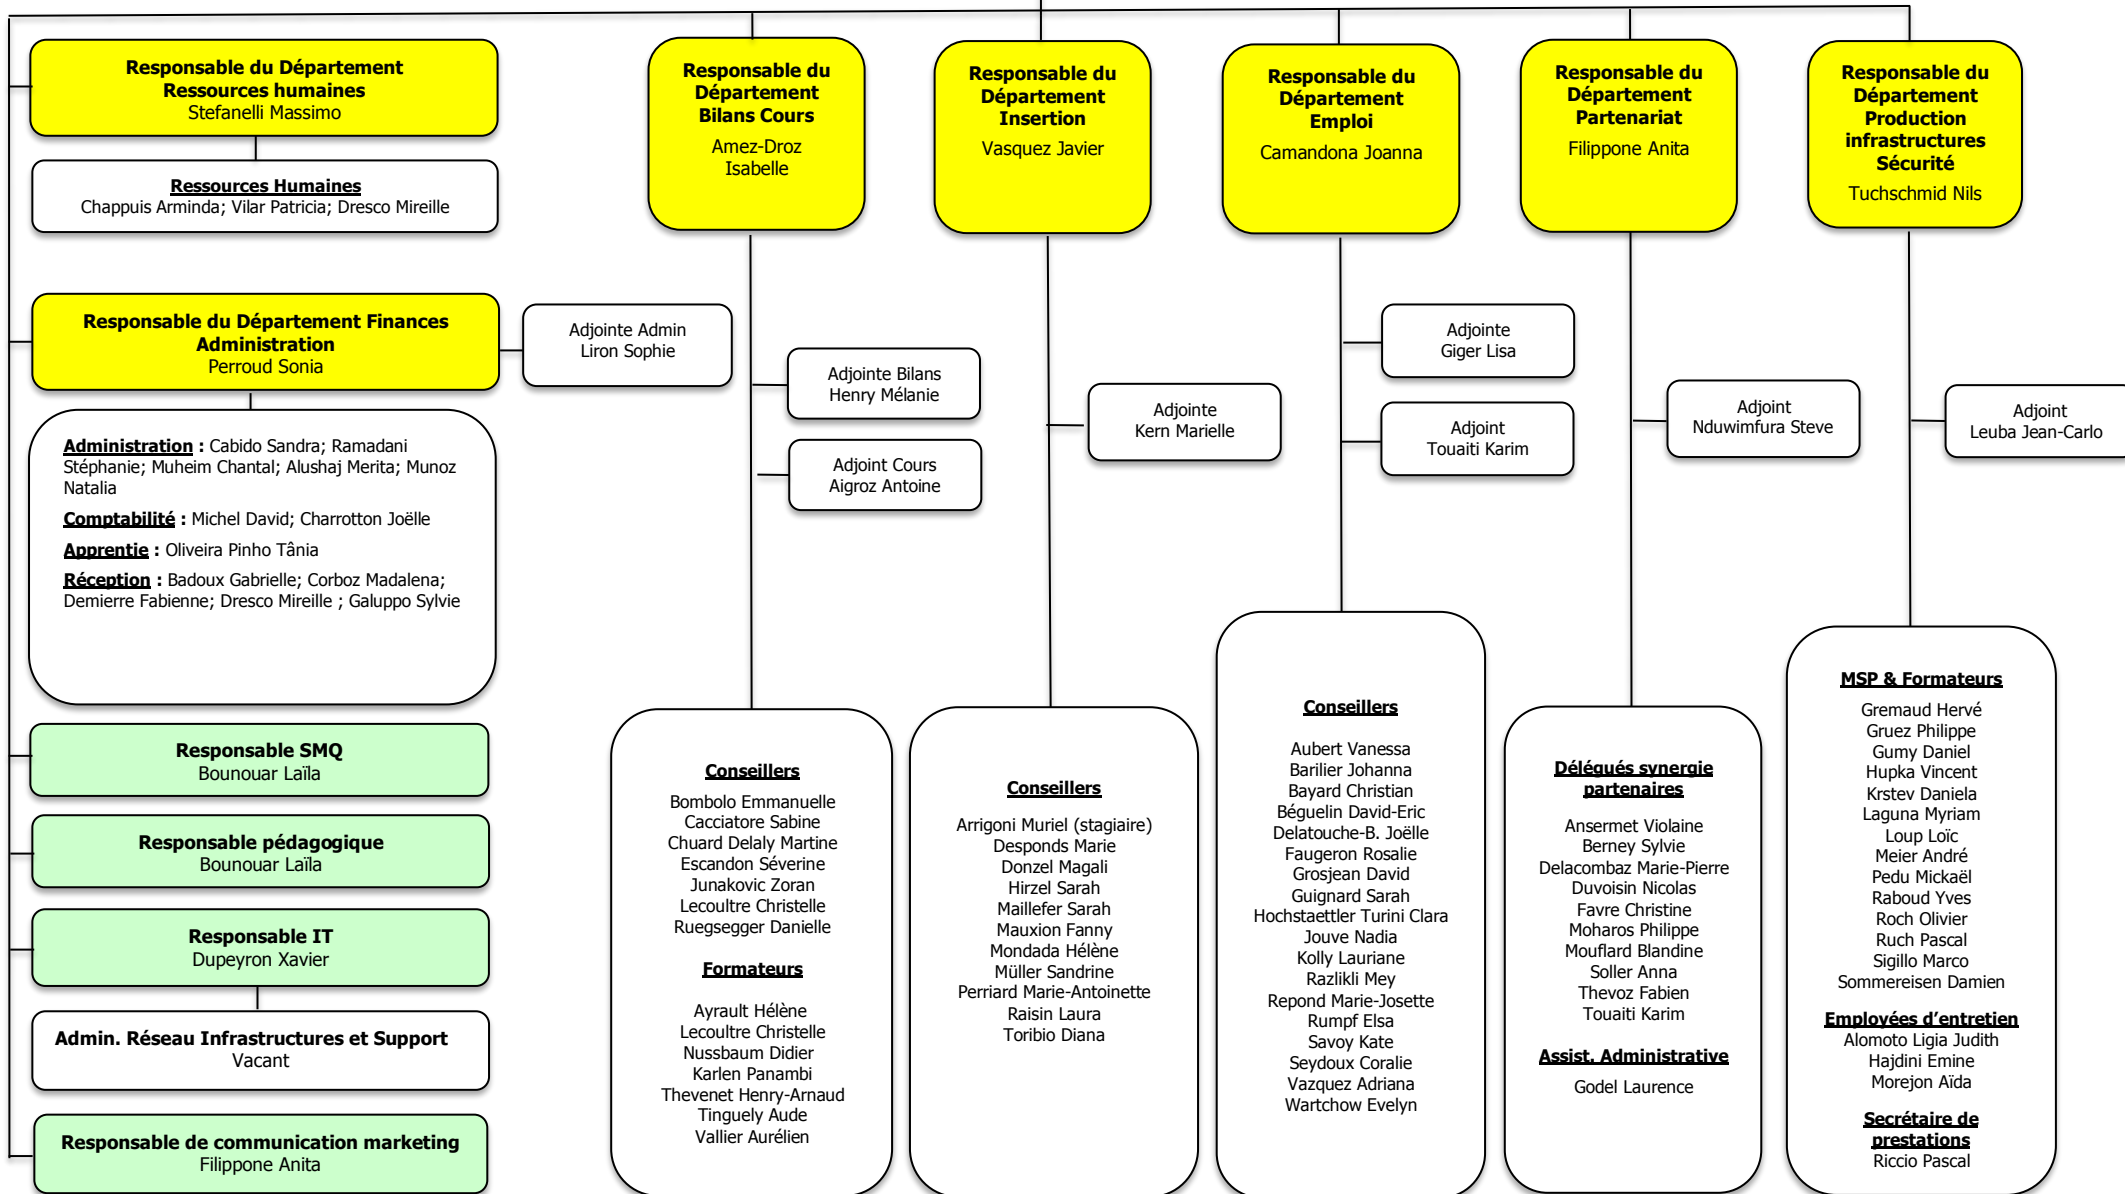 Responsable du Département
Ressources humaines
Stefanelli Massimo
Ressources Humaines
Chappuis Arminda; Vilar Patricia; Dresco Mireille
Responsable du Département Finances
Administration
Perroud Sonia
Adjointe Admin
Liron Sophie
Administration : Cabido Sandra; Ramadani
Stéphanie; Muheim Chantal; Alushaj Merita; Munoz
Natalia
Comptabilité : Michel David; Charrotton Joëlle
Apprentie : Oliveira Pinho Tânia
Réception : Badoux Gabrielle; Corboz Madalena;
Demierre Fabienne; Dresco Mireille ; Galuppo Sylvie
Responsable SMQ
Bounouar Laïla
Responsable pédagogique
Bounouar Laïla
Responsable IT
Dupeyron Xavier
Admin. Réseau Infrastructures et Support
Vacant
Responsable de communication marketing
Filippone Anita
Responsable du
Département
Bilans Cours
Amez-Droz
Isabelle
Adjointe Bilans
Henry Mélanie
Adjoint Cours
Aigroz Antoine
Conseillers
Bombolo Emmanuelle
Cacciatore Sabine
Chuard Delaly Martine
Escandon Séverine
Junakovic Zoran
Lecoultre Christelle
Ruegsegger Danielle
Formateurs
Ayrault Hélène
Lecoultre Christelle
Nussbaum Didier
Karlen Panambi
Thevenet Henry-Arnaud
Tinguely Aude
Vallier Aurélien
Responsable du
Département
Insertion
Vasquez Javier
Adjointe
Kern Marielle
Conseillers
Arrigoni Muriel (stagiaire)
Desponds Marie
Donzel Magali
Hirzel Sarah
Maillefer Sarah
Mauxion Fanny
Mondada Hélène
Müller Sandrine
Perriard Marie-Antoinette
Raisin Laura
Toribio Diana
Responsable du
Département
Emploi
Camandona Joanna
Adjointe
Giger Lisa
Adjoint
Touaiti Karim
Conseillers
Aubert Vanessa
Barilier Johanna
Bayard Christian
Béguelin David-Eric
Delatouche-B. Joëlle
Faugeron Rosalie
Grosjean David
Guignard Sarah
Hochstaettler Turini Clara
Jouve Nadia
Kolly Lauriane
Razlikli Mey
Repond Marie-Josette
Rumpf Elsa
Savoy Kate
Seydoux Coralie
Vazquez Adriana
Wartchow Evelyn
Responsable du
Département
Partenariat
Filippone Anita
Adjoint
Nduwimfura Steve
Délégués synergie
partenaires
Ansermet Violaine
Berney Sylvie
Delacombaz Marie-Pierre
Duvoisin Nicolas
Favre Christine
Moharos Philippe
Mouflard Blandine
Soller Anna
Thevoz Fabien
Touaiti Karim
Assist. Administrative
Godel Laurence
Responsable du
Département
Production
infrastructures
Sécurité
Tuchschmid Nils
Adjoint
Leuba Jean-Carlo
MSP & Formateurs
Gremaud Hervé
Gruez Philippe
Gumy Daniel
Hupka Vincent
Krstev Daniela
Laguna Myriam
Loup Loïc
Meier André
Pedu Mickaël
Raboud Yves
Roch Olivier
Ruch Pascal
Sigillo Marco
Sommereisen Damien
Employées d’entretien
Alomoto Ligia Judith
Hajdini Emine
Morejon Aïda
Secrétaire de
prestations
Riccio Pascal